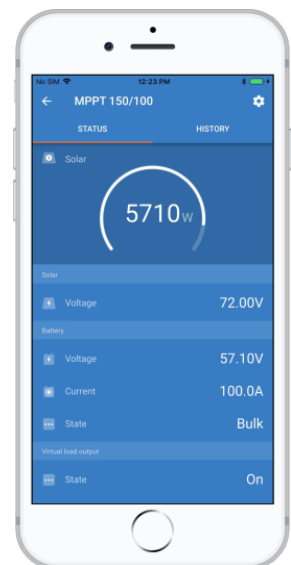 No SIM 12:23 PM
MPPT 150/100
STATUS HISTORY
Solar
5710W
Solar
Voltage 72.00V
Battery
Voltage 57.10V
Current 100.0A
State Bulk
Virtual load output
State On